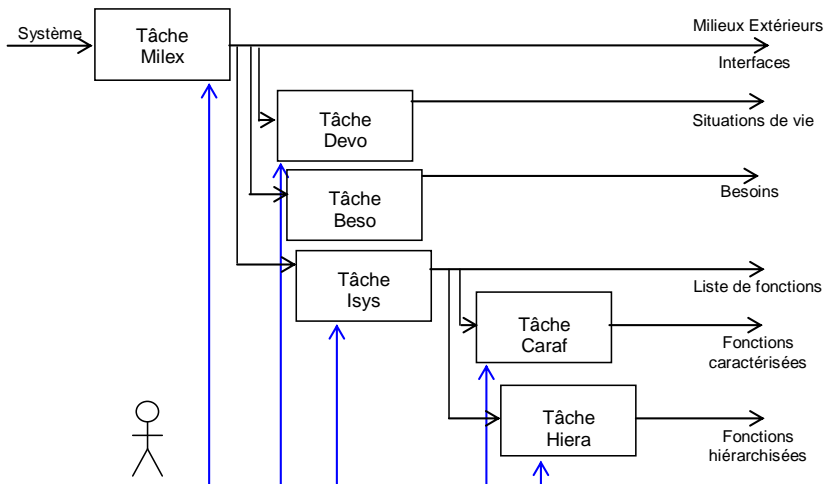 Système
Tâche
Milex
Milieux Extérieurs
Interfaces
Tâche
Devo
Situations de vie
Tâche
Beso
Besoins
Tâche
Isys
Liste de fonctions
Tâche
Caraf
Fonctions
caractérisées
Tâche
Hiera
Fonctions
hiérarchisées